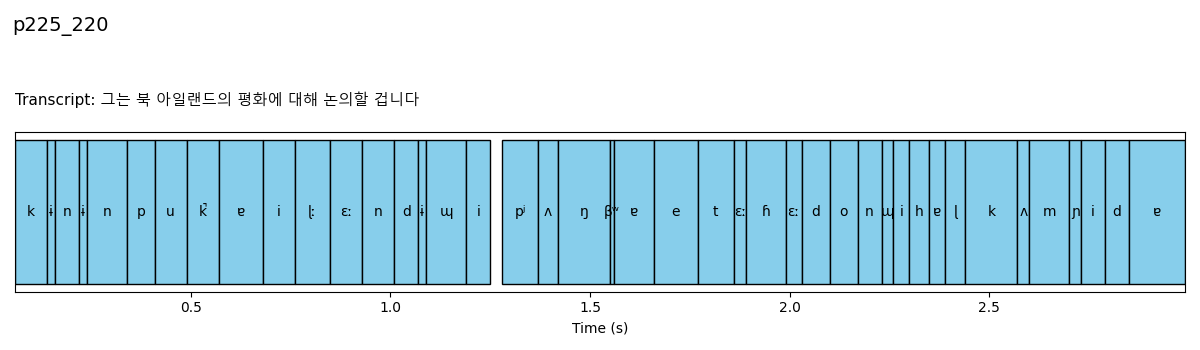 p225_220
Transcript: 그는 북 아일랜드의 평화에 대해 논의할 겁니다
k ɨ n ɨ n p u k̚ ɐ i ɭː ɛː n d ɨ ɰ i pʲ ʌ ŋ βʷ ɐ e t ɛː ɦ ɛː d o n ɰ i h ɐ ɭ k ʌ m ɲ i d ɐ
0.5 1.0 1.5 2.0 2.5
Time (s)